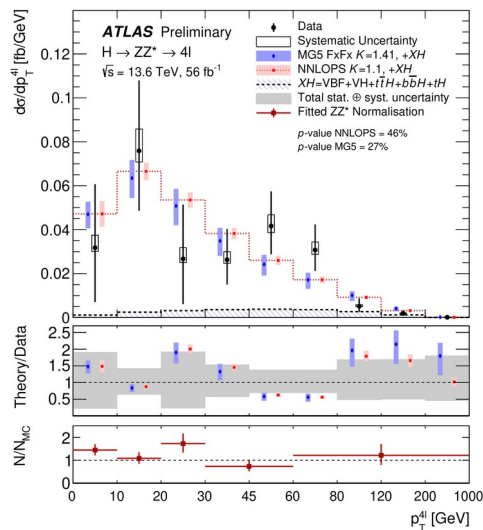 ATLAS Preliminary
H → ZZ* → 4l
√s = 13.6 TeV, 56 fb⁻¹
Data
Systematic Uncertainty
MG5 FxFx K=1.41, +XH
NNLOPS K=1.1, +XH
XH=VBF+VH+tt̄H+bb̄H+tH
Total stat. ⊕ syst. uncertainty
Fitted ZZ* Normalisation
p-value NNLOPS = 46%
p-value MG5 = 27%
dσ/dp_T^4l [fb/GeV]
0.12
0.1
0.08
0.06
0.04
0.02
0
Theory/Data
2.5
2
1.5
1
0.5
N/N_MC
2
1
0
0 10 20 30 45 60 80 120 200 1000
p_T^4l [GeV]